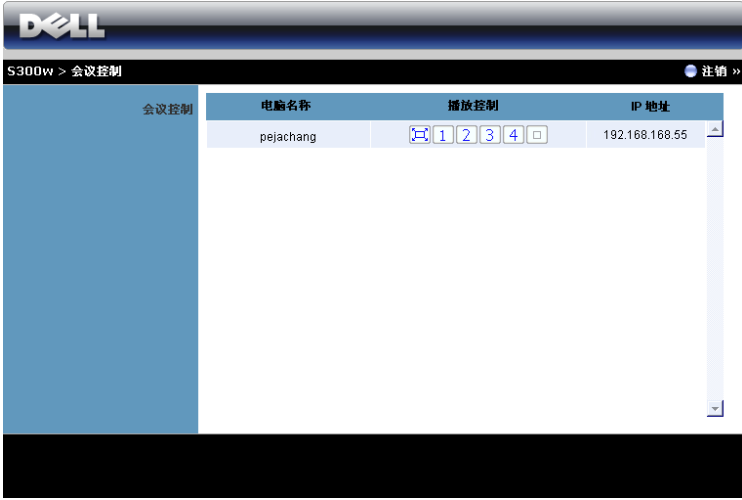 DELL
S300w > 会议控制
注销 »
会议控制
电脑名称 播放控制 IP 地址
pejachang 1 2 3 4 192.168.168.55